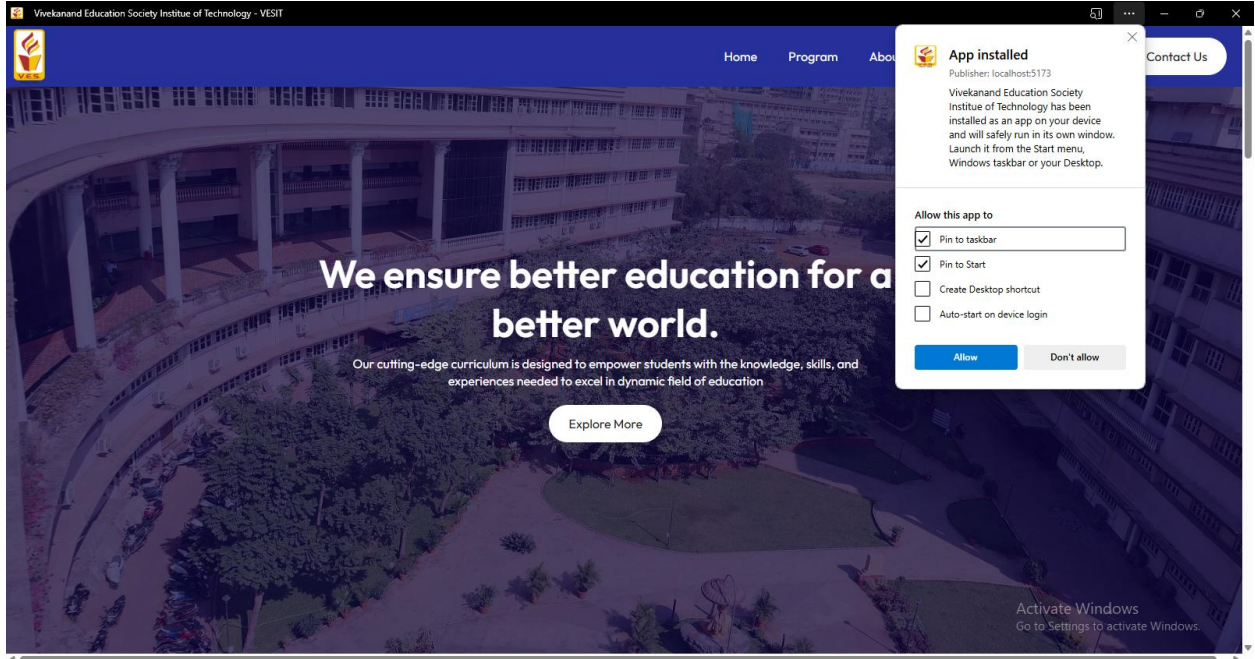 Vivekanand Education Society Institue of Technology - VESIT
V.E.S.
Home Program Abou
Contact Us
App installed
Publisher: localhost:5173
Vivekanand Education Society
Institue of Technology has been
installed as an app on your device
and will safely run in its own window.
Launch it from the Start menu,
Windows taskbar or your Desktop.
Allow this app to
Pin to taskbar
Pin to Start
Create Desktop shortcut
Auto-start on device login
Allow Don't allow
We ensure better education for a
better world.
Our cutting-edge curriculum is designed to empower students with the knowledge, skills, and
experiences needed to excel in dynamic field of education
Explore More
Activate Windows
Go to Settings to activate Windows.